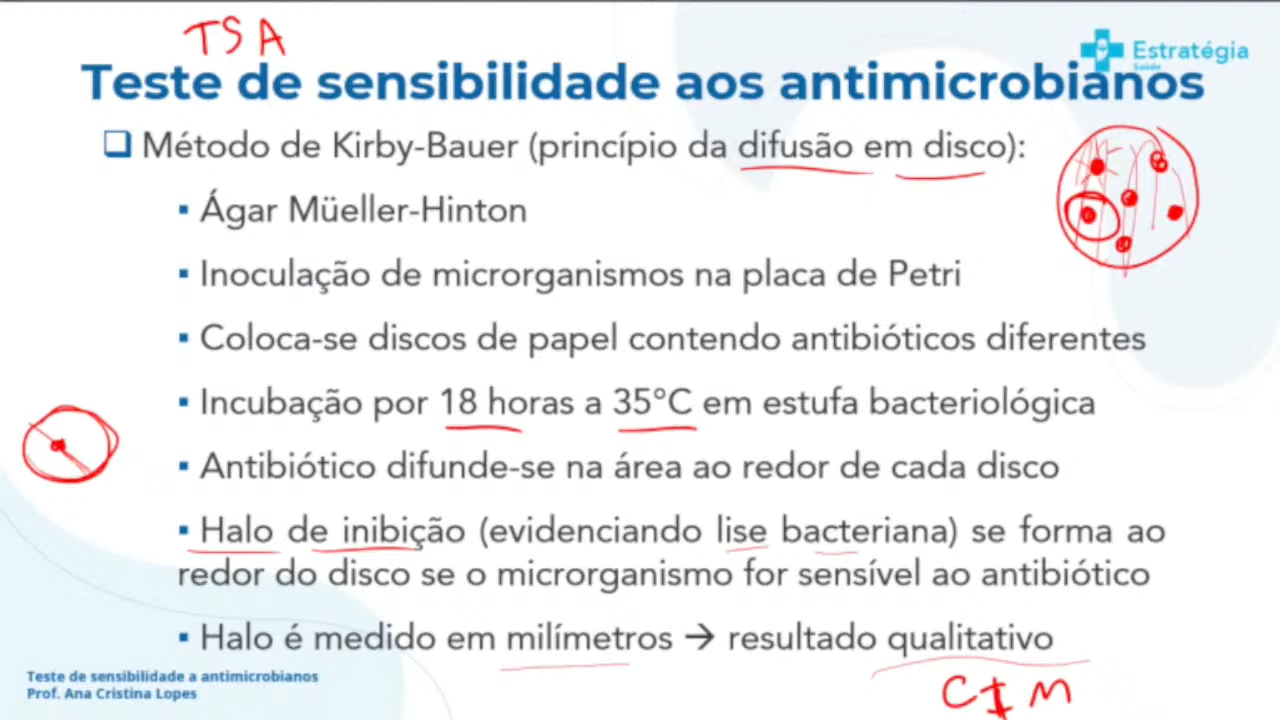 TSA
Estratégia
Saúde
Teste de sensibilidade aos antimicrobianos
❑ Método de Kirby-Bauer (princípio da difusão em disco):
▪ Ágar Müeller-Hinton
▪ Inoculação de microrganismos na placa de Petri
▪ Coloca-se discos de papel contendo antibióticos diferentes
▪ Incubação por 18 horas a 35°C em estufa bacteriológica
▪ Antibiótico difunde-se na área ao redor de cada disco
▪ Halo de inibição (evidenciando lise bacteriana) se forma ao
redor do disco se o microrganismo for sensível ao antibiótico
▪ Halo é medido em milímetros → resultado qualitativo
CIM
Teste de sensibilidade a antimicrobianos
Prof. Ana Cristina Lopes